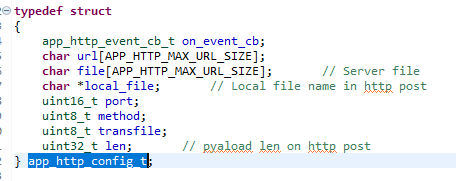 typedef struct
{
app_http_event_cb_t on_event_cb;
char url[APP_HTTP_MAX_URL_SIZE];
char file[APP_HTTP_MAX_URL_SIZE]; // Server file
char *local_file; // Local file name in http post
uint16_t port;
uint8_t method;
uint8_t transfile;
uint32_t len; // pyaload len on http post
} app_http_config_t;